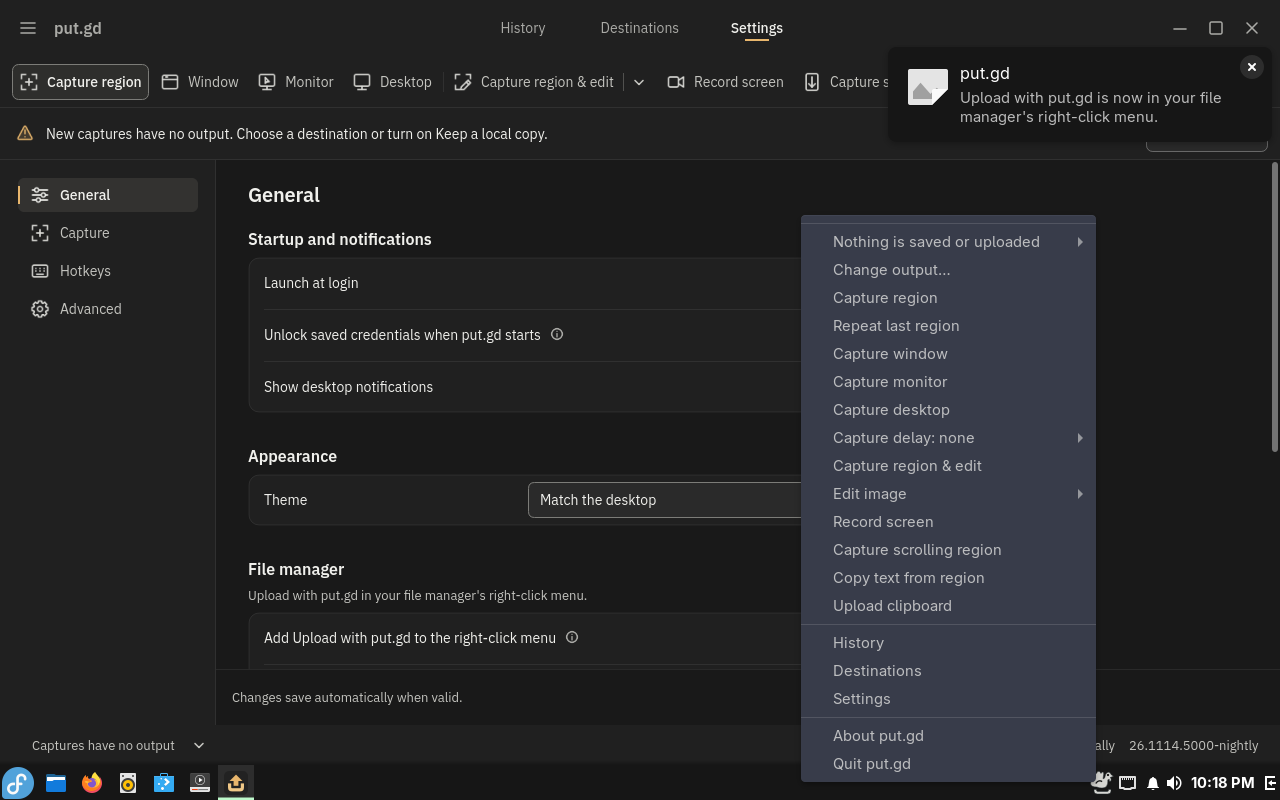 put.gd
History
Destinations
Settings
Capture region
Window
Monitor
Desktop
Capture region & edit
Record screen
Capture s
put.gd
Upload with put.gd is now in your file
manager's right-click menu.
New captures have no output. Choose a destination or turn on Keep a local copy.
General
Capture
Hotkeys
Advanced
General
Startup and notifications
Launch at login
Unlock saved credentials when put.gd starts
Show desktop notifications
Appearance
Theme
Match the desktop
File manager
Upload with put.gd in your file manager's right-click menu.
Add Upload with put.gd to the right-click menu
Changes save automatically when valid.
Nothing is saved or uploaded
Change output...
Capture region
Repeat last region
Capture window
Capture monitor
Capture desktop
Capture delay: none
Capture region & edit
Edit image
Record screen
Capture scrolling region
Copy text from region
Upload clipboard
History
Destinations
Settings
About put.gd
Quit put.gd
Captures have no output
ally
26.1114.5000-nightly
10:18 PM